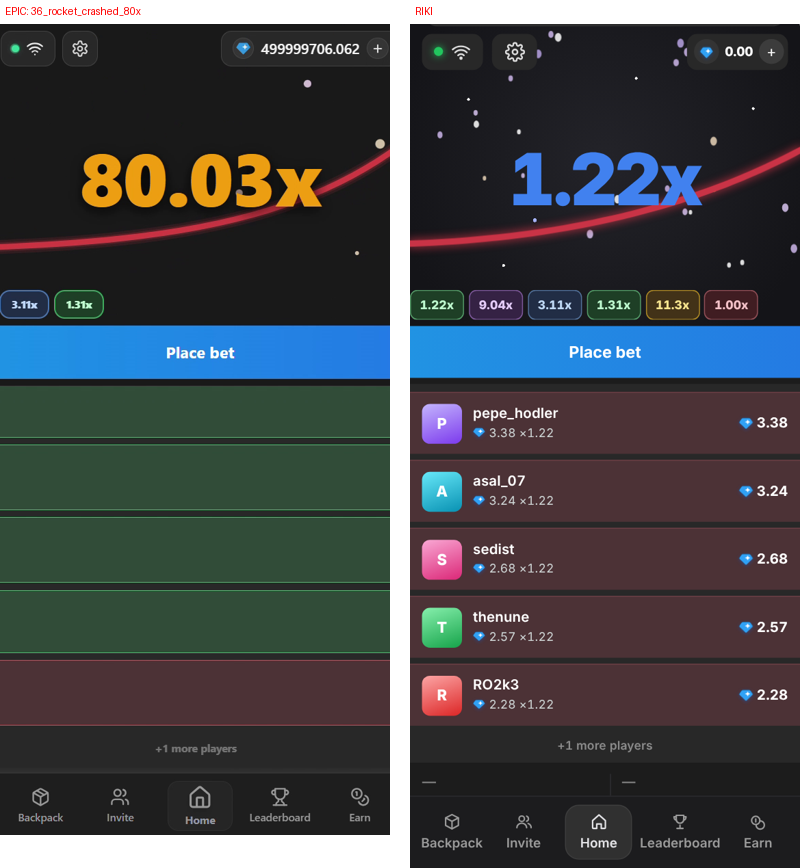 EPIC: 36_rocket_crashed_80x
499999706.062 +
80.03x
3.11x 1.31x
Place bet
+1 more players
Backpack Invite Home Leaderboard Earn
RIKI
0.00 +
1.22x
1.22x 9.04x 3.11x 1.31x 11.3x 1.00x
Place bet
P pepe_hodler
3.38 ×1.22 3.38
A asal_07
3.24 ×1.22 3.24
S sedist
2.68 ×1.22 2.68
T thenune
2.57 ×1.22 2.57
R RO2k3
2.28 ×1.22 2.28
+1 more players
— —
Backpack Invite Home Leaderboard Earn